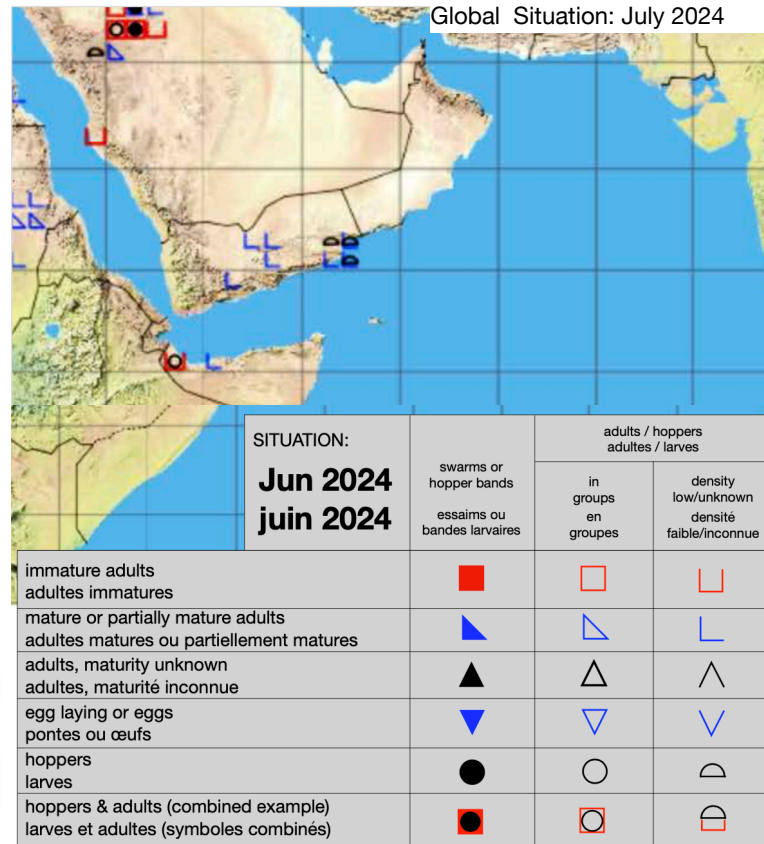 Global  Situation: July 2024
SITUATION:
Jun 2024
juin 2024
swarms or
hopper bands
essaims ou
bandes larvaires
adults / hoppers
adultes / larves
in
groups
en
groupes
density
low/unknown
densité
faible/inconnue
immature adults
adultes immatures
mature or partially mature adults
adultes matures ou partiellement matures
adults, maturity unknown
adultes, maturité inconnue
egg laying or eggs
pontes ou œufs
hoppers
larves
hoppers & adults (combined example)
larves et adultes (symboles combinés)